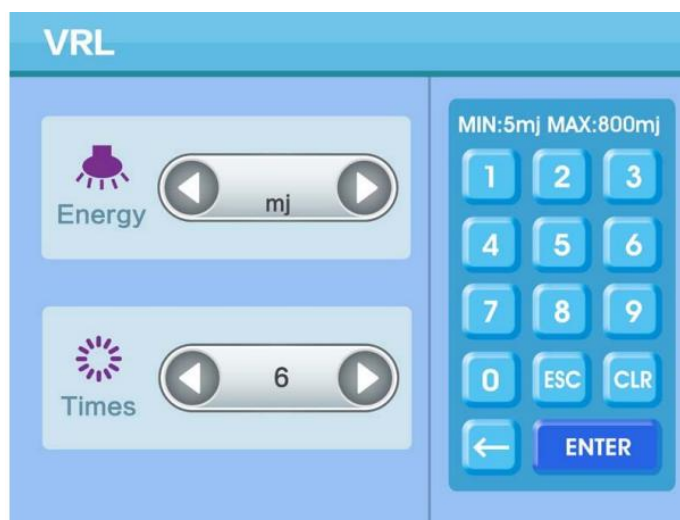 VRL
Energy
mj
Times
6
MIN:5mj MAX:800mj
1 2 3
4 5 6
7 8 9
0 ESC CLR
← ENTER